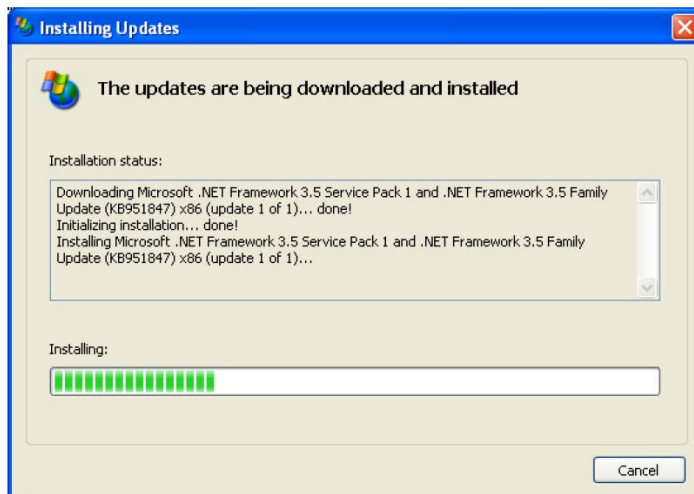 Installing Updates
The updates are being downloaded and installed
Installation status:
Downloading Microsoft .NET Framework 3.5 Service Pack 1 and .NET Framework 3.5 Family
Update (KB951847) x86 (update 1 of 1)... done!
Initializing installation... done!
Installing Microsoft .NET Framework 3.5 Service Pack 1 and .NET Framework 3.5 Family
Update (KB951847) x86 (update 1 of 1)...
Installing:
Cancel